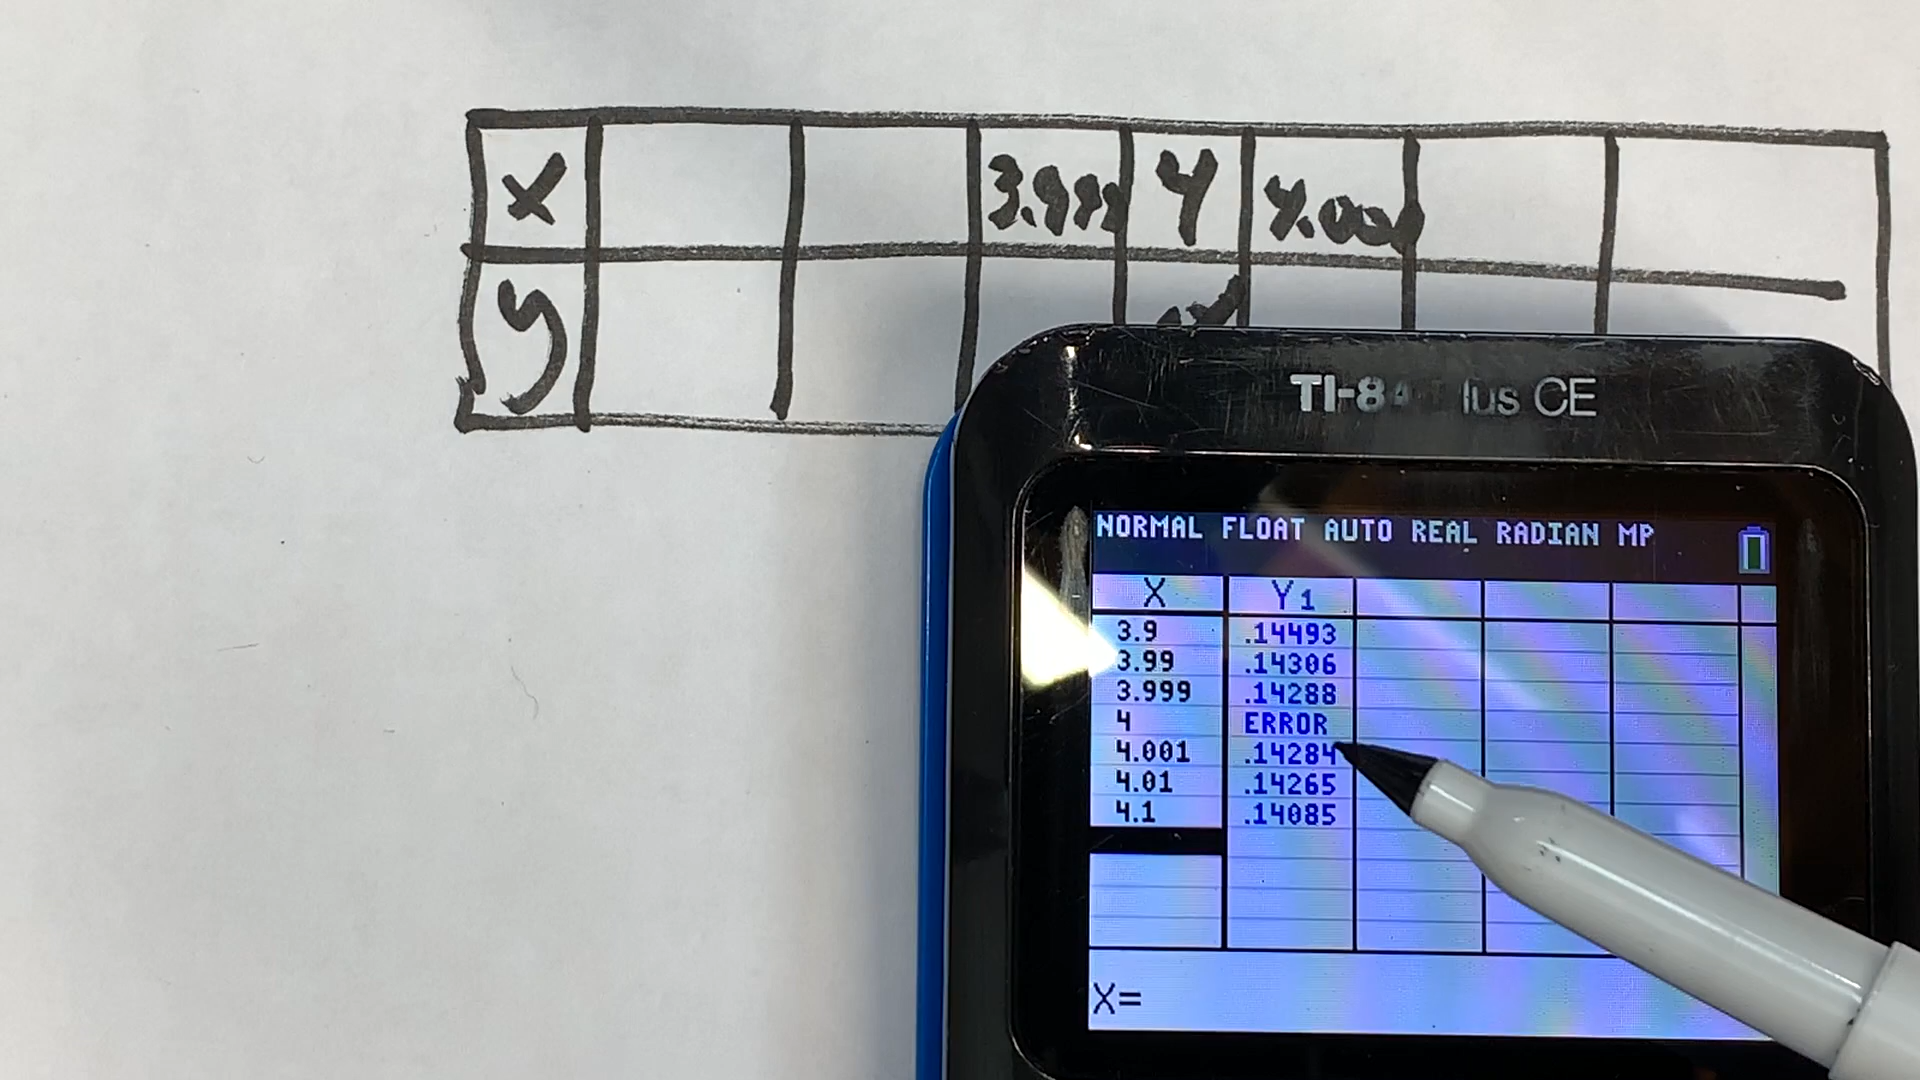 x 3.999 4 4.001
y
TI-84 Plus CE
NORMAL FLOAT AUTO REAL RADIAN MP
X Y1
3.9 .14493
3.99 .14306
3.999 .14288
4 ERROR
4.001 .14284
4.01 .14265
4.1 .14085
X=